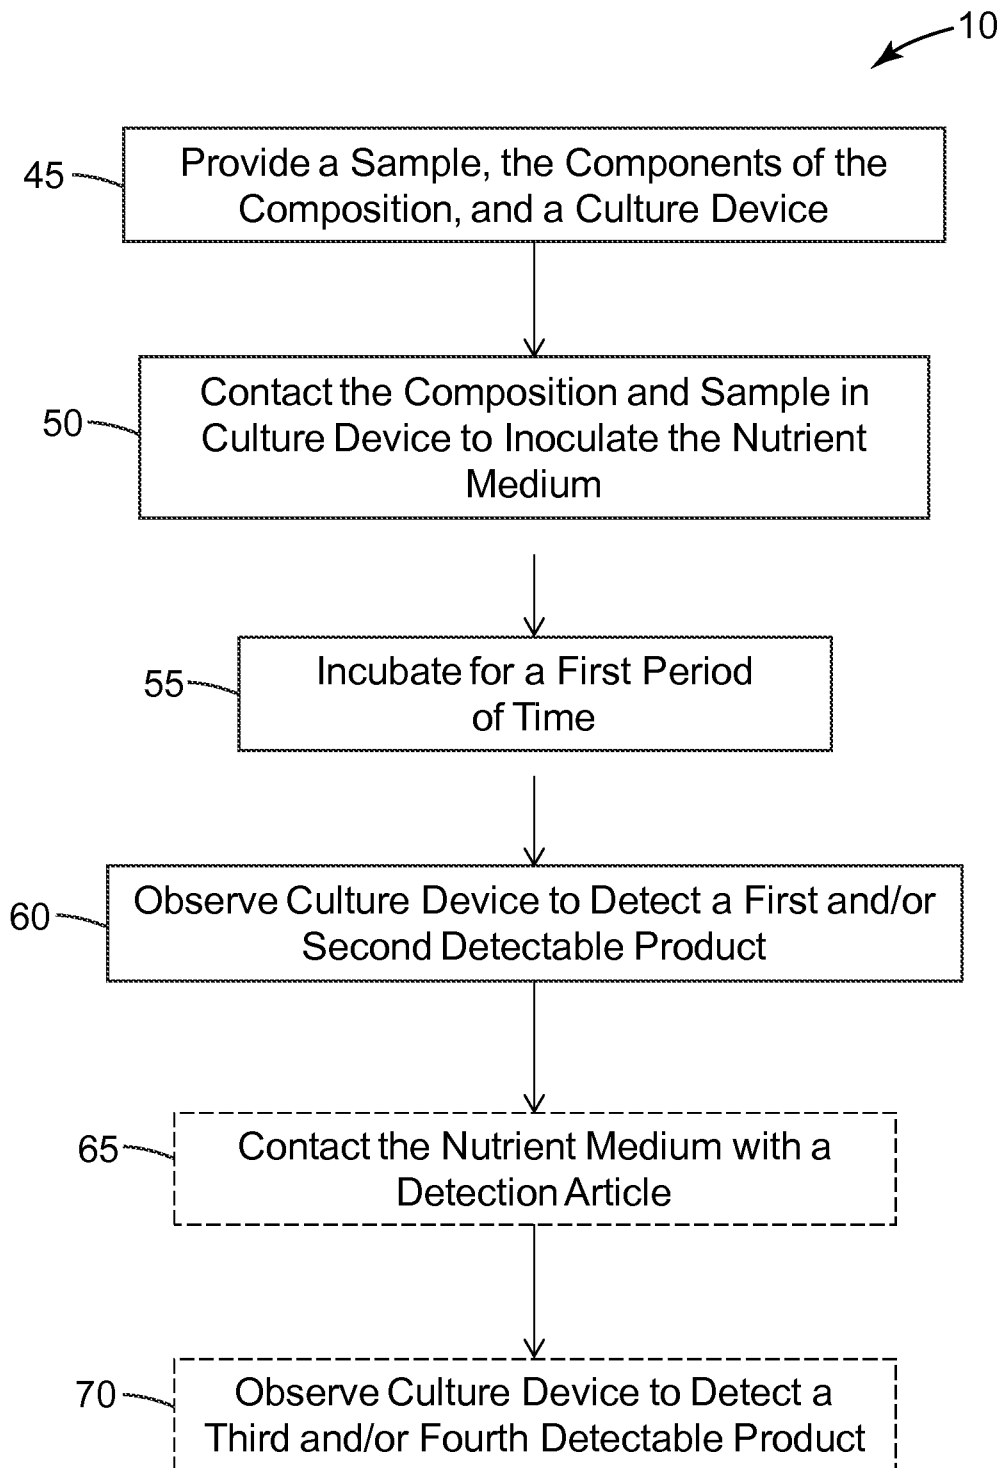 10
45
Provide a Sample, the Components of the
Composition, and a Culture Device
50
Contact the Composition and Sample in
Culture Device to Inoculate the Nutrient
Medium
55
Incubate for a First Period
of Time
60
Observe Culture Device to Detect a First and/or
Second Detectable Product
65
Contact the Nutrient Medium with a
Detection Article
70
Observe Culture Device to Detect a
Third and/or Fourth Detectable Product